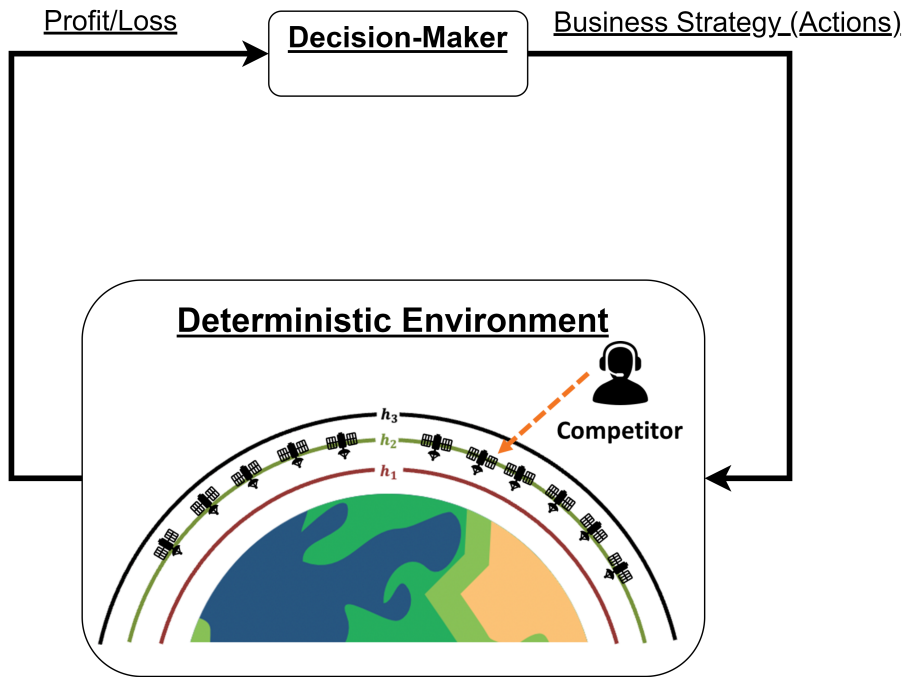 Profit/Loss
Decision-Maker
Business Strategy (Actions)
Deterministic Environment
Competitor
h₃
h₂
h₁